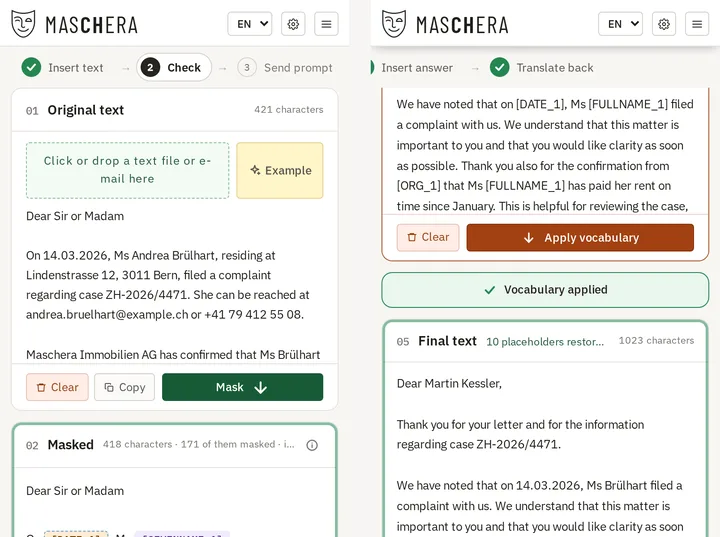 MASCHERA
EN
Insert text → 2 Check → 3 Send prompt
01 Original text 421 characters
Click or drop a text file or e-
mail here
Example
Dear Sir or Madam
On 14.03.2026, Ms Andrea Brülhart, residing at
Lindenstrasse 12, 3011 Bern, filed a complaint
regarding case ZH-2026/4471. She can be reached at
andrea.bruelhart@example.ch or +41 79 412 55 08.
Maschera Immobilien AG has confirmed that Ms Brülhart
Clear Copy Mask
02 Masked 418 characters · 171 of them masked · i...
Dear Sir or Madam
MASCHERA
EN
Insert answer → Translate back
We have noted that on [DATE_1], Ms [FULLNAME_1] filed
a complaint with us. We understand that this matter is
important to you and that you would like clarity as soon
as possible. Thank you also for the confirmation from
[ORG_1] that Ms [FULLNAME_1] has paid her rent on
time since January. This is helpful for reviewing the case,
Clear Apply vocabulary
Vocabulary applied
05 Final text 10 placeholders restor... 1023 characters
Dear Martin Kessler,
Thank you for your letter and for the information
regarding case ZH-2026/4471.
We have noted that on 14.03.2026, Ms Brülhart filed a
complaint with us. We understand that this matter is
important to you and that you would like clarity as soon